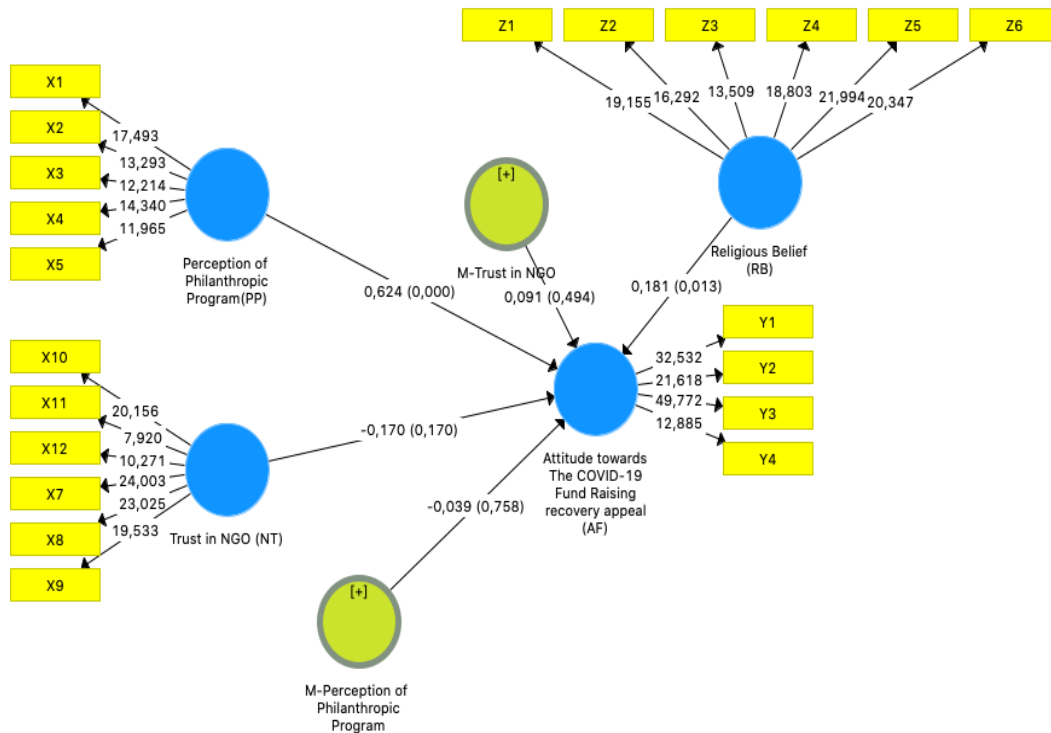 Z1
Z2
Z3
Z4
Z5
Z6
19,155
16,292
13,509
18,803
21,994
20,347
X1
X2
X3
X4
X5
17,493
13,293
12,214
14,340
11,965
Perception of
Philanthropic
Program(PP)
[+]
M-Trust in NGO
Religious Belief
(RB)
0,624 (0,000)
0,091 (0,494)
0,181 (0,013)
X10
X11
X12
X7
X8
X9
20,156
7,920
10,271
24,003
23,025
19,533
Trust in NGO (NT)
-0,170 (0,170)
Y1
Y2
Y3
Y4
32,532
21,618
49,772
12,885
Attitude towards
The COVID-19
Fund Raising
recovery appeal
(AF)
-0,039 (0,758)
[+]
M-Perception of
Philanthropic
Program